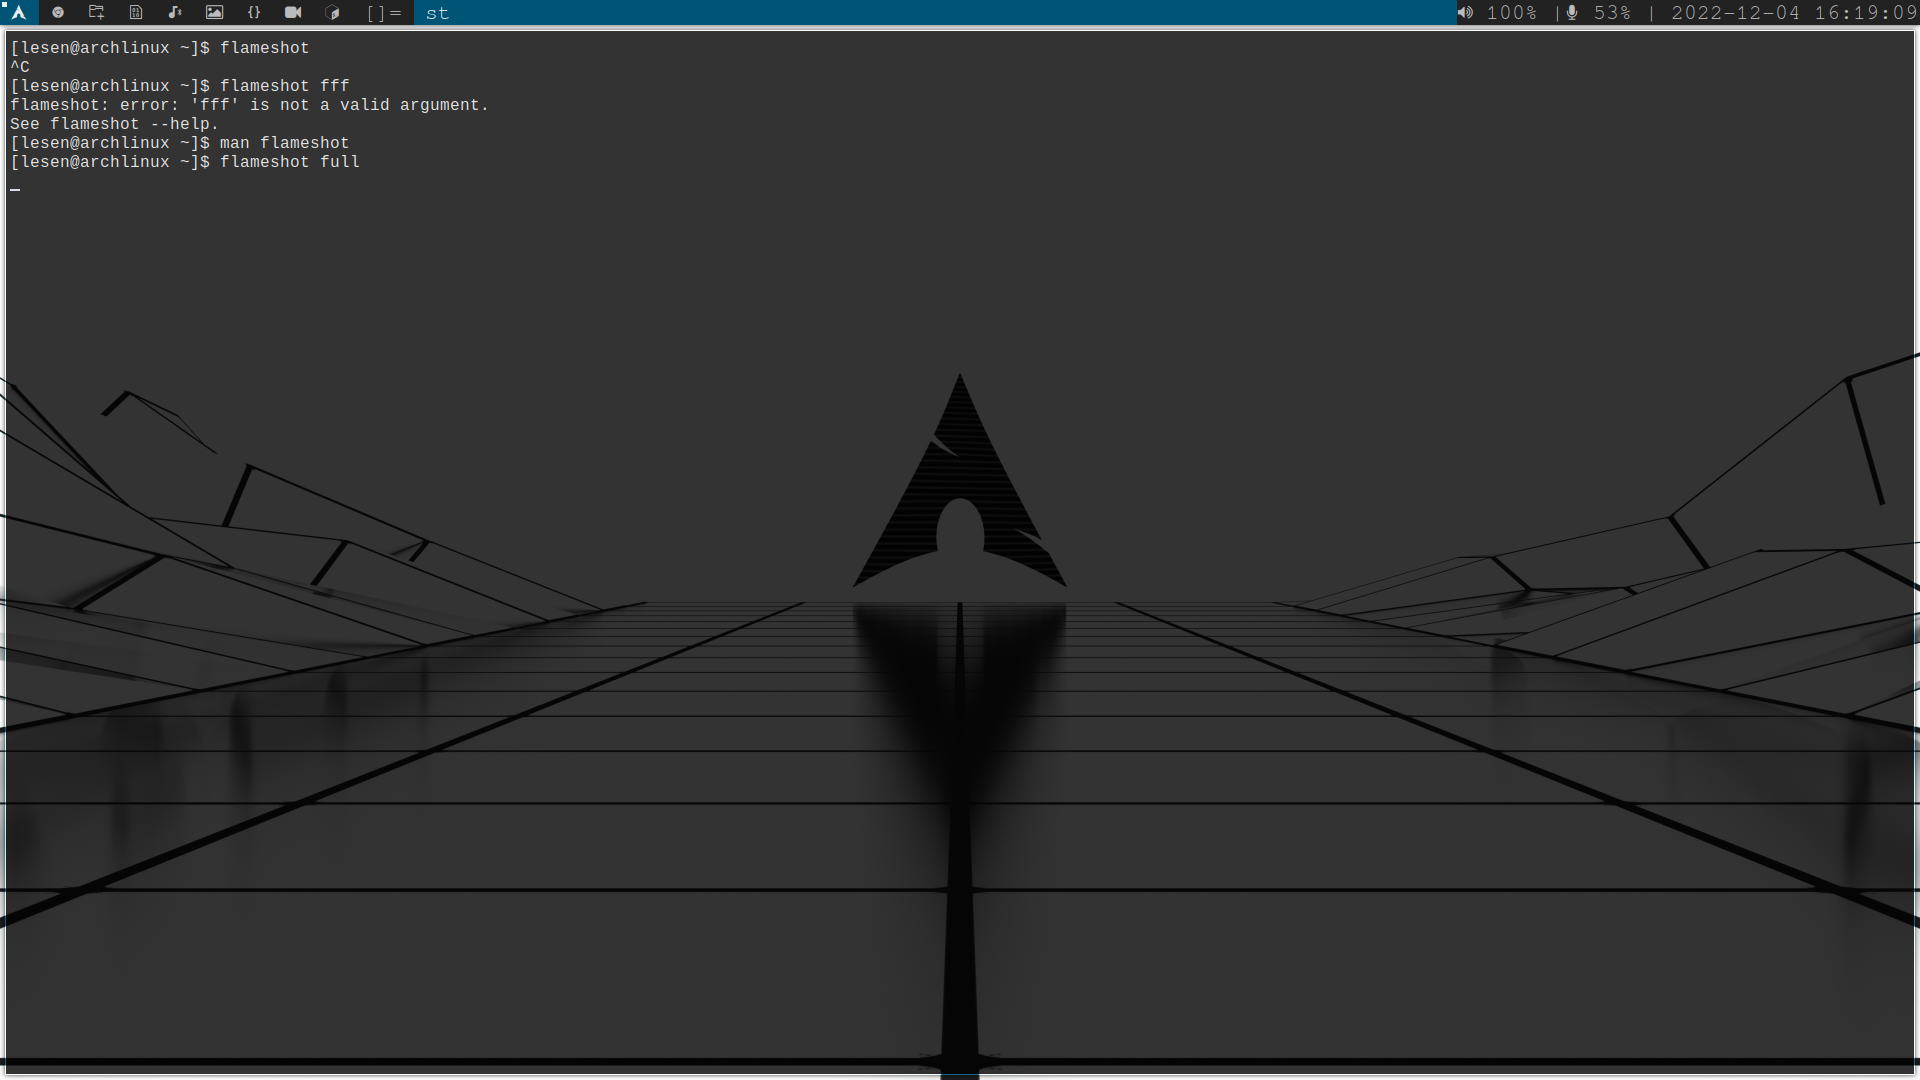 []= st 100% | 53% | 2022-12-04 16:19:09
[lesen@archlinux ~]$ flameshot
^C
[lesen@archlinux ~]$ flameshot fff
flameshot: error: 'fff' is not a valid argument.
See flameshot --help.
[lesen@archlinux ~]$ man flameshot
[lesen@archlinux ~]$ flameshot full